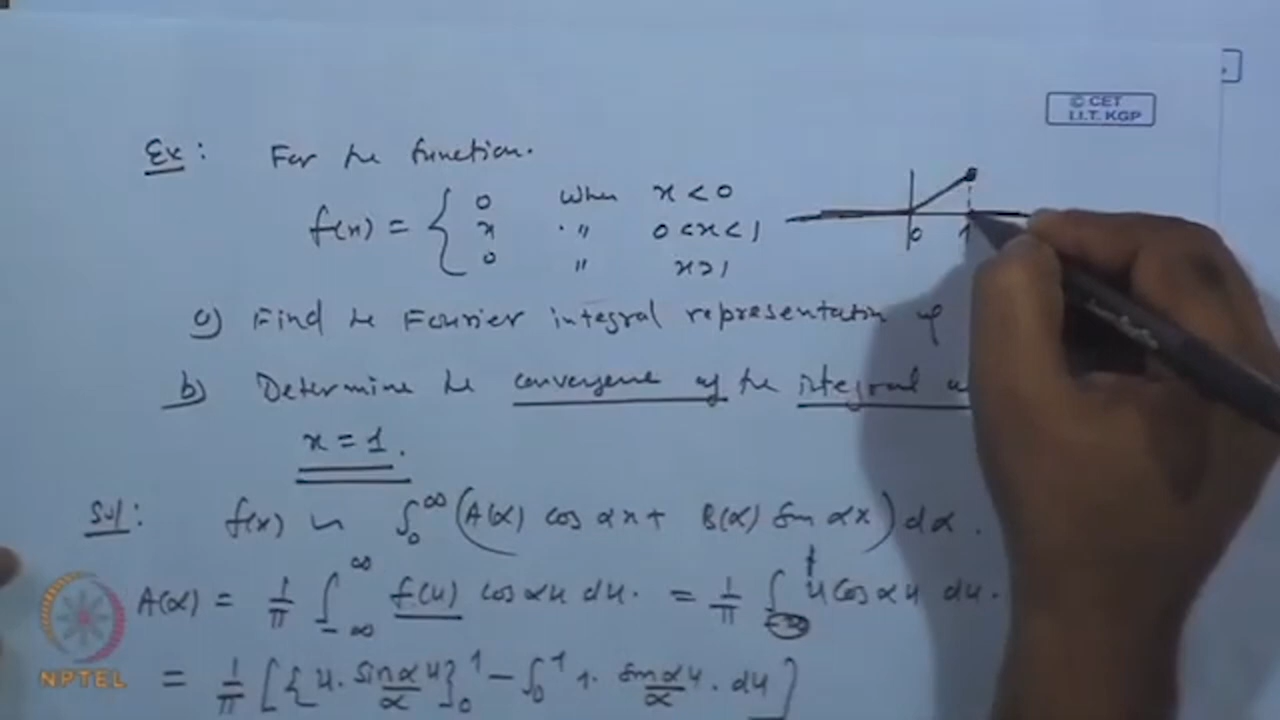 © CET
I.I.T. KGP
Ex: For the function.
f(x) = { 0 when x < 0
x " 0 < x < 1
0 " x > 1
0 1
a) Find the Fourier integral representation of
b) Determine the convergence of the integral
x = 1.
Sol: f(x) ~ ∫₀^∞ (A(α) cos αx + B(α) sin αx) dα.
A(α) = 1/π ∫_{-∞}^{∞} f(u) cos αu du. = 1/π ∫ u cos αu du.
= 1/π [{u. sin αu/α}₀¹ - ∫₀¹ 1. sin αu/α . du]
NPTEL